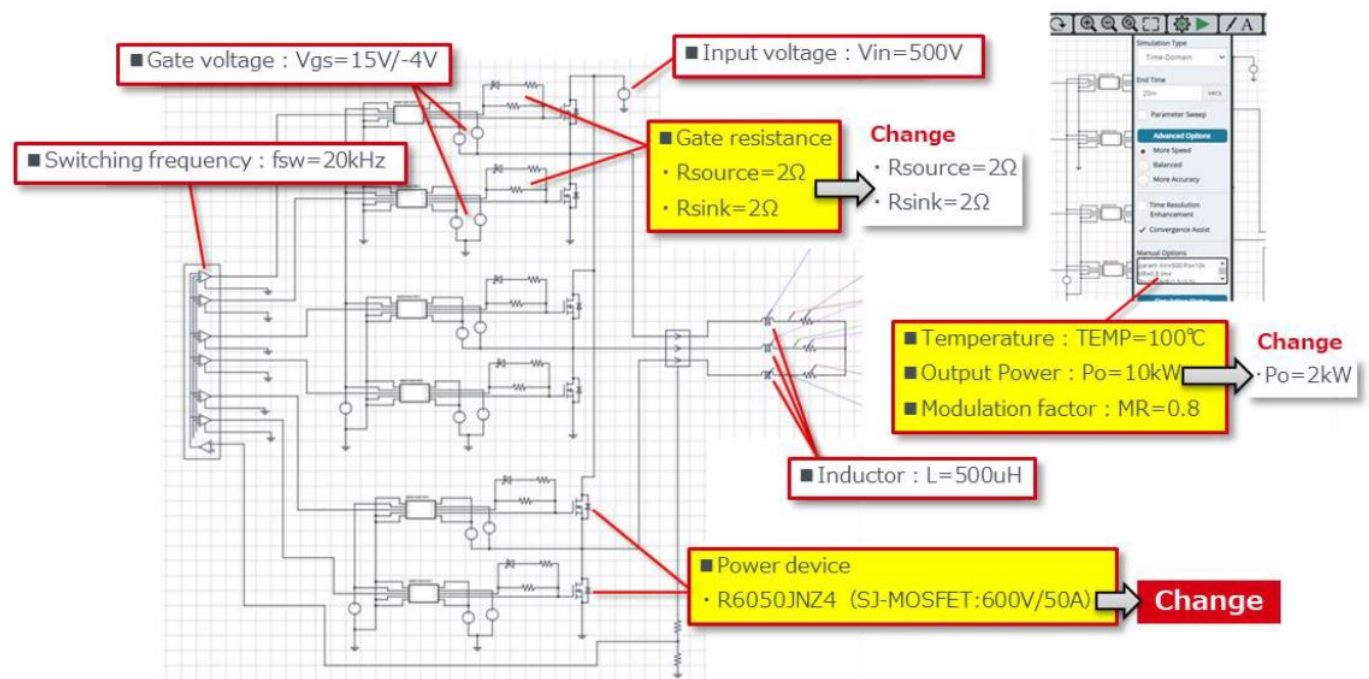 ■ Gate voltage : Vgs=15V/-4V
■ Input voltage : Vin=500V
■ Switching frequency : fsw=20kHz
■ Gate resistance
・Rsource=2Ω
・Rsink=2Ω
Change
・Rsource=2Ω
・Rsink=2Ω
A
Simulation Type
Time-Domain
End Time
20m
secs
Parameter Sweep
Advanced Options
More Speed
Balanced
More Accuracy
Time Resolution
Enhancement
Convergence Assist
Manual Options
■ Temperature : TEMP=100℃
■ Output Power : Po=10kW
■ Modulation factor : MR=0.8
Change
・Po=2kW
■ Inductor : L=500uH
■ Power device
・R6050JNZ4（SJ-MOSFET:600V/50A）
Change